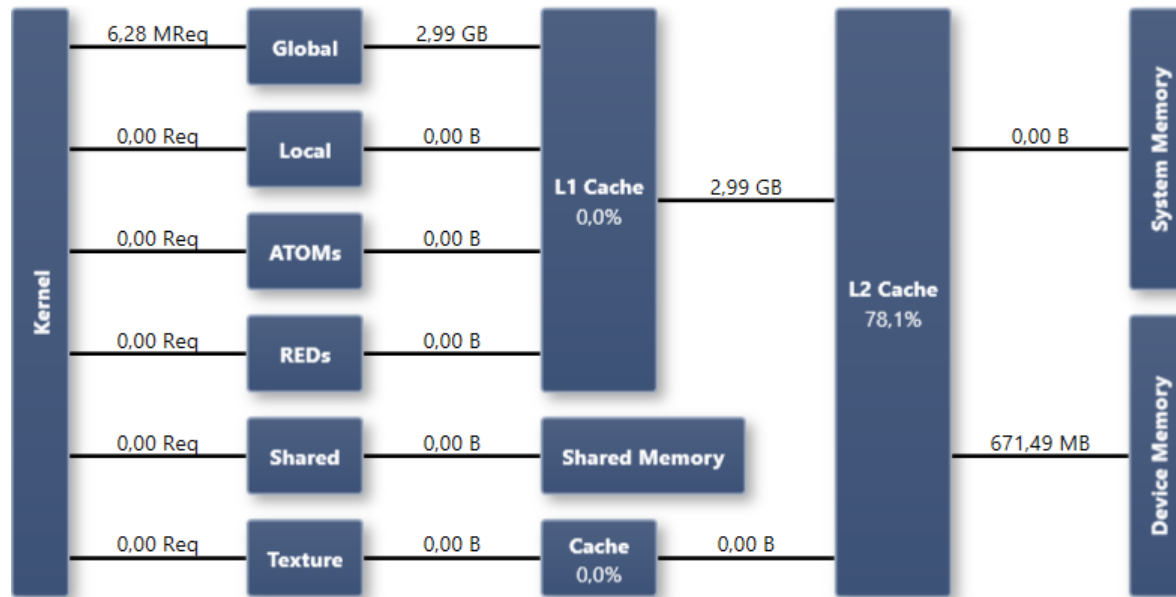 6,28 MReq
Global
2,99 GB
0,00 Req
Local
0,00 B
0,00 Req
ATOMs
0,00 B
0,00 Req
REDs
0,00 B
0,00 Req
Shared
0,00 B
0,00 Req
Texture
0,00 B
Kernel
L1 Cache
0,0%
Shared Memory
Cache
0,0%
2,99 GB
0,00 B
L2 Cache
78,1%
0,00 B
671,49 MB
System Memory
Device Memory